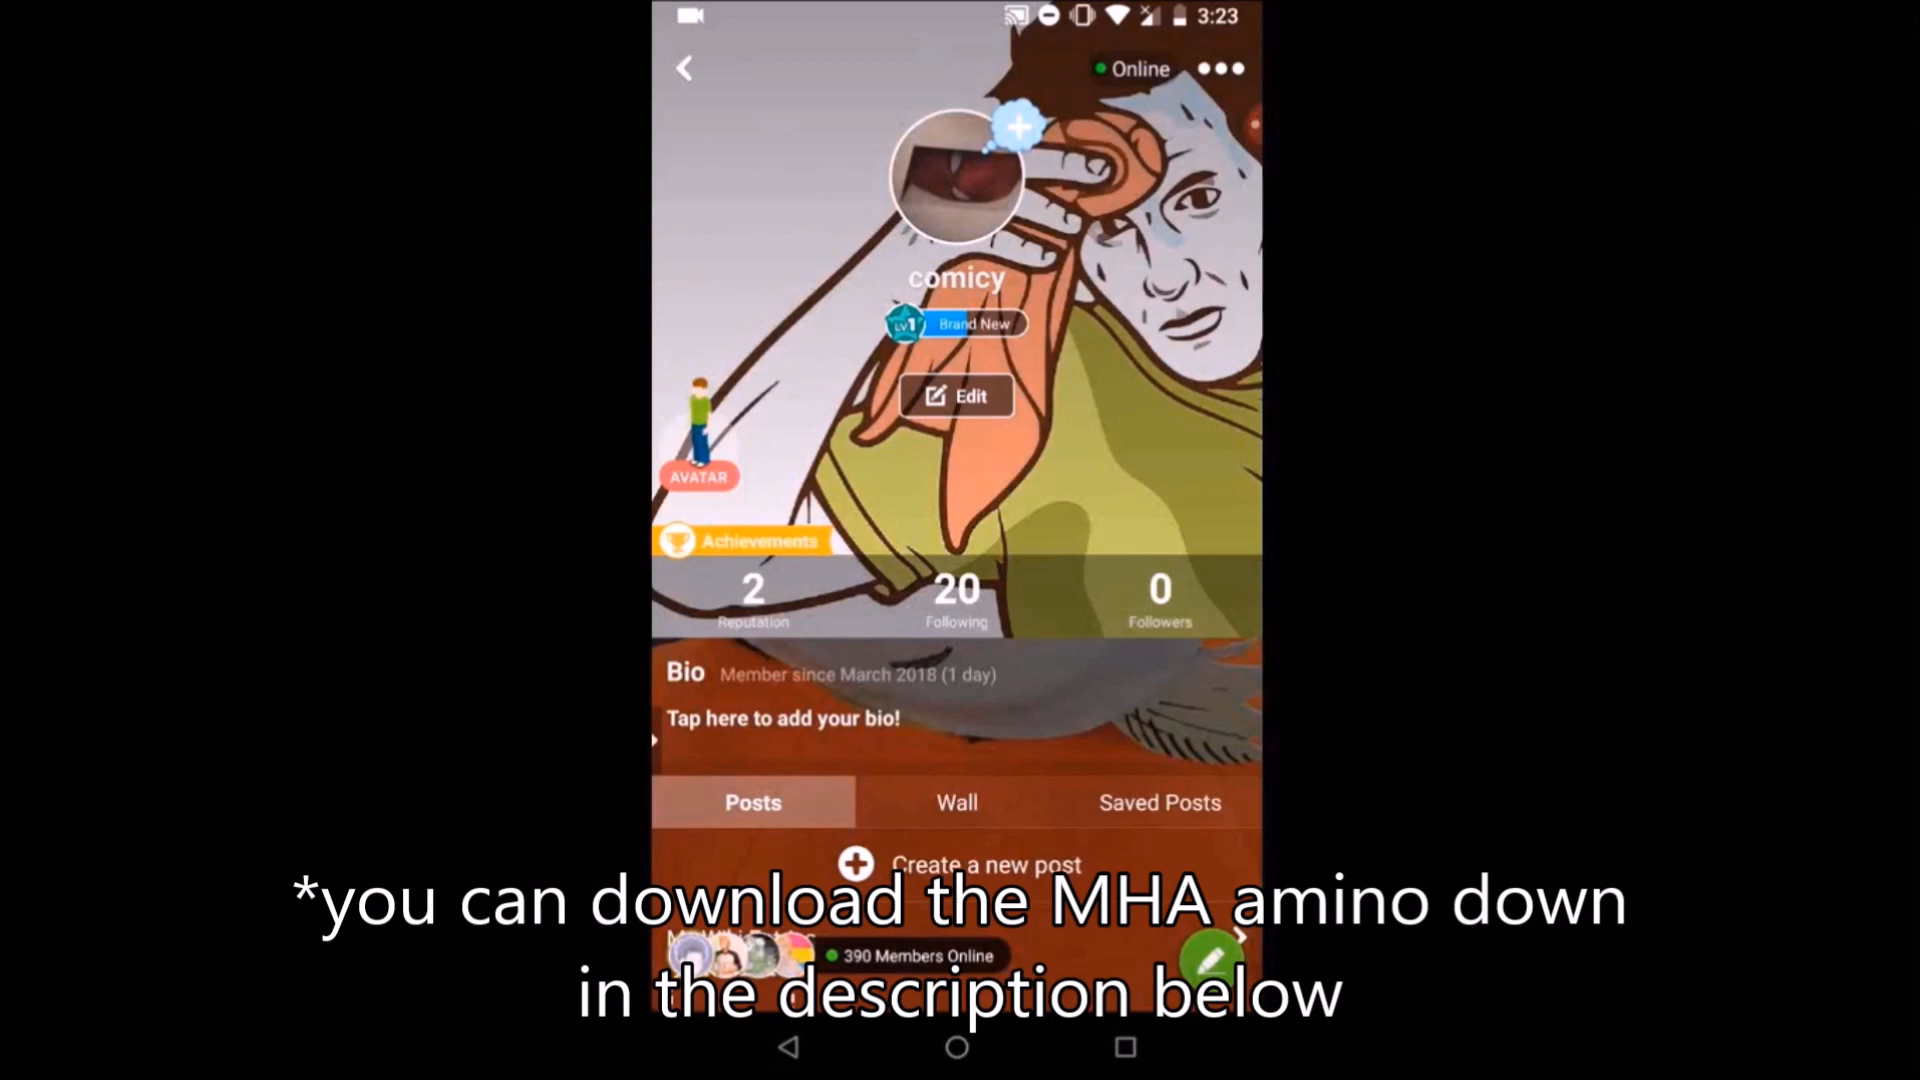 3:23
Online
comicy
LV1 Brand New
Edit
AVATAR
Achievements
2 20 0
Reputation Following Followers
Bio Member since March 2018 (1 day)
Tap here to add your bio!
Posts Wall Saved Posts
Create a new post
*you can download the MHA amino down
390 Members Online
in the description below